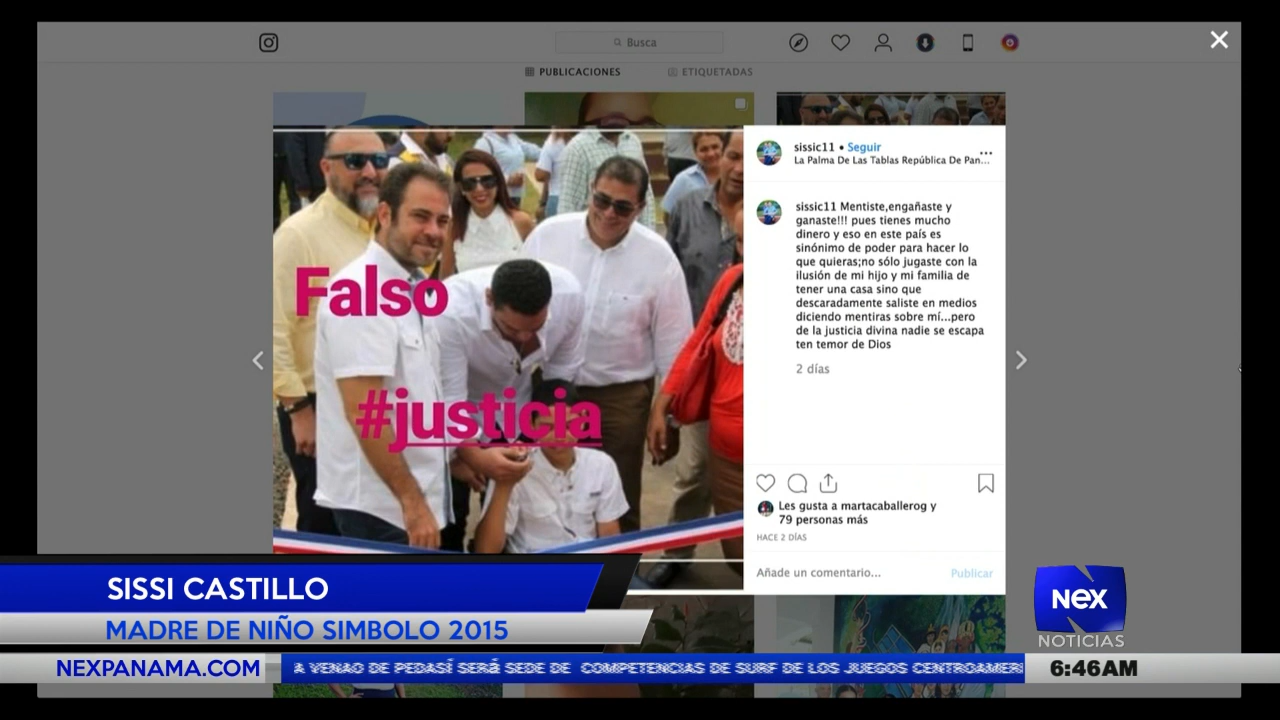 Busca
PUBLICACIONES
ETIQUETADAS
sissic11 • Seguir
La Palma De Las Tablas República De Pan...
sissic11 Mentiste,engañaste y
ganaste!!! pues tienes mucho
dinero y eso en este país es
sinónimo de poder para hacer lo
que quieras;no sólo jugaste con la
ilusión de mi hijo y mi familia de
tener una casa sino que
descaradamente saliste en medios
diciendo mentiras sobre mí...pero
de la justicia divina nadie se escapa
ten temor de Dios
2 días
Falso
#justicia
Les gusta a martacaballerog y
79 personas más
HACE 2 DÍAS
Añade un comentario...
Publicar
SISSI CASTILLO
MADRE DE NIÑO SIMBOLO 2015
NEX
NOTICIAS
NEXPANAMA.COM
A VENAO DE PEDASÍ SERÁ SEDE DE COMPETENCIAS DE SURF DE LOS JUEGOS CENTROAMERI
6:46AM